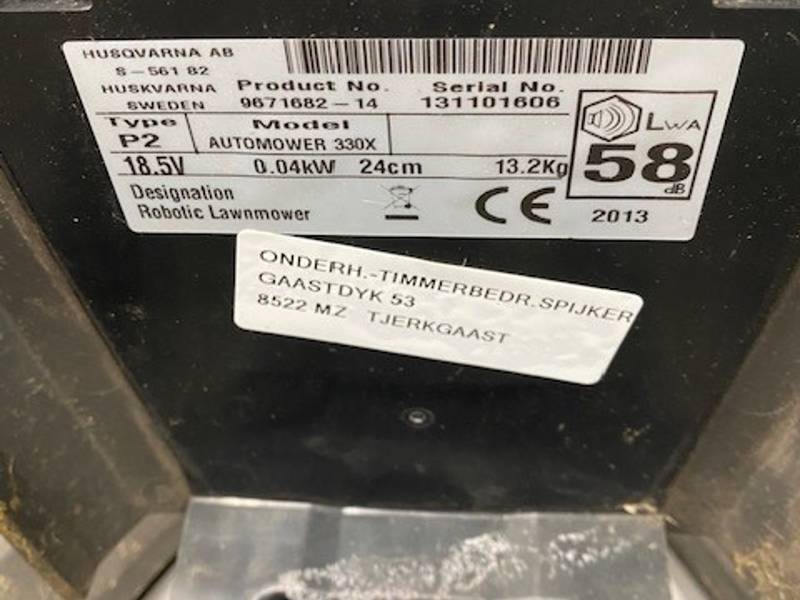 HUSQVARNA AB
S-561 82
HUSKVARNA
SWEDEN
Product No.
9671682-14
Serial No.
131101606
Type
P2
Model
AUTOMOWER 330X
LWA
58
dB
18.5V 0.04kW 24cm 13.2Kg
Designation
Robotic Lawnmower
CE
2013
ONDERH.-TIMMERBEDR.SPIJKER
GAASTDYK 53
8522 MZ TJERKGAAST